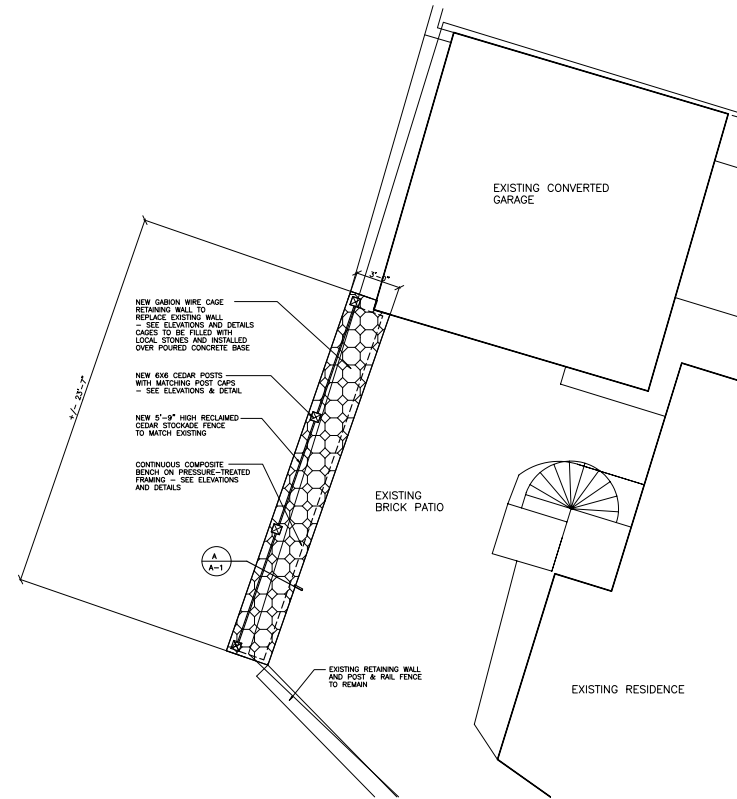 EXISTING CONVERTED
GARAGE
3'-0"
NEW GABION WIRE CAGE
RETAINING WALL TO
REPLACE EXISTING WALL
– SEE ELEVATIONS AND DETAILS
CAGES TO BE FILLED WITH
LOCAL STONES AND INSTALLED
OVER POURED CONCRETE BASE
+/- 23'-7"
NEW 6X6 CEDAR POSTS
WITH MATCHING POST CAPS
– SEE ELEVATIONS & DETAIL
NEW 5'-9" HIGH RECLAIMED
CEDAR STOCKADE FENCE
TO MATCH EXISTING
CONTINUOUS COMPOSITE
BENCH ON PRESSURE-TREATED
FRAMING – SEE ELEVATIONS
AND DETAILS
EXISTING
BRICK PATIO
A
A-1
EXISTING RETAINING WALL
AND POST & RAIL FENCE
TO REMAIN
EXISTING RESIDENCE